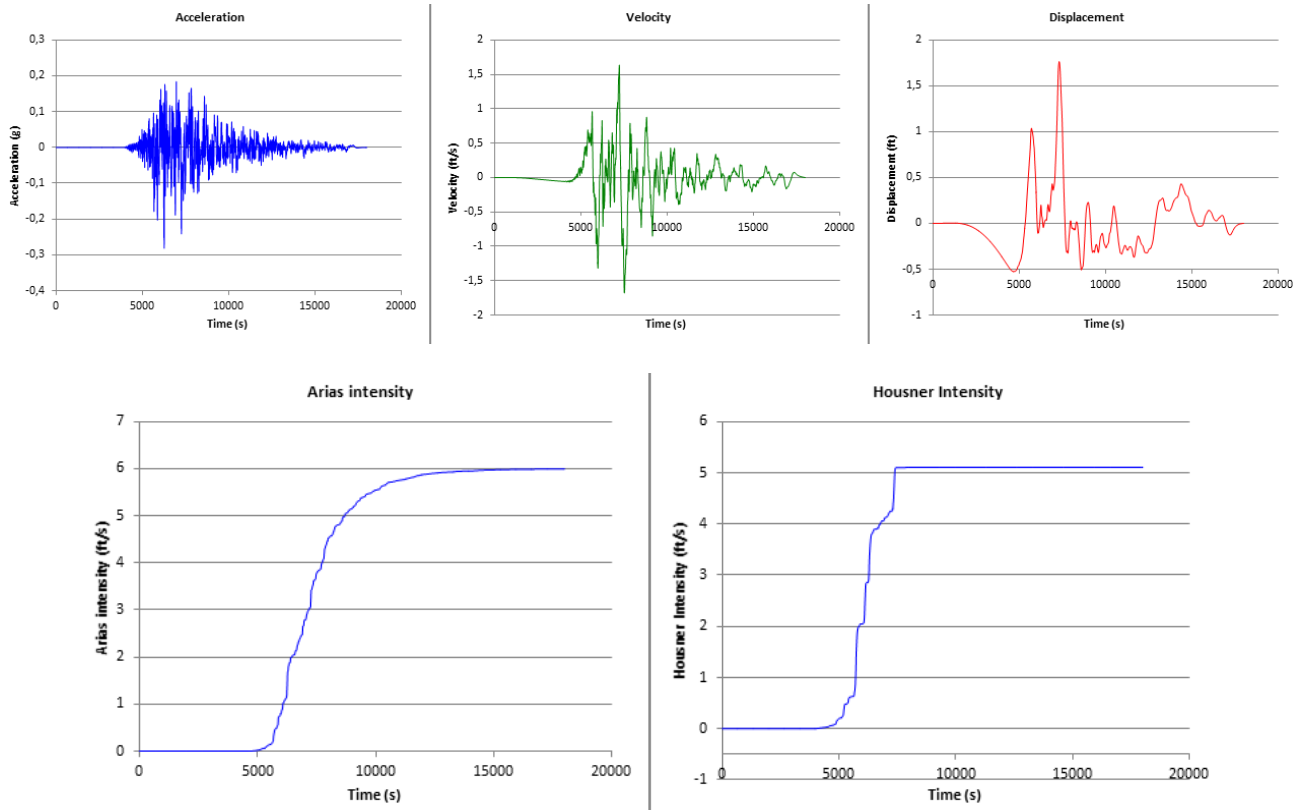 Acceleration
Acceleration (g)
0,3
0,2
0,1
0
-0,1
-0,2
-0,3
-0,4
0 5000 10000 15000 20000
Time (s)
Velocity
Velocity (ft/s)
2
1,5
1
0,5
0
-0,5
-1
-1,5
-2
0 5000 10000 15000 20000
Time (s)
Displacement
Displacement (ft)
2
1,5
1
0,5
0
-0,5
-1
0 5000 10000 15000 20000
Time (s)
Arias intensity
Arias intensity (ft/s)
7
6
5
4
3
2
1
0
0 5000 10000 15000 20000
Time (s)
Housner Intensity
Housner Intensity (ft/s)
6
5
4
3
2
1
0
-1
0 5000 10000 15000 20000
Time (s)